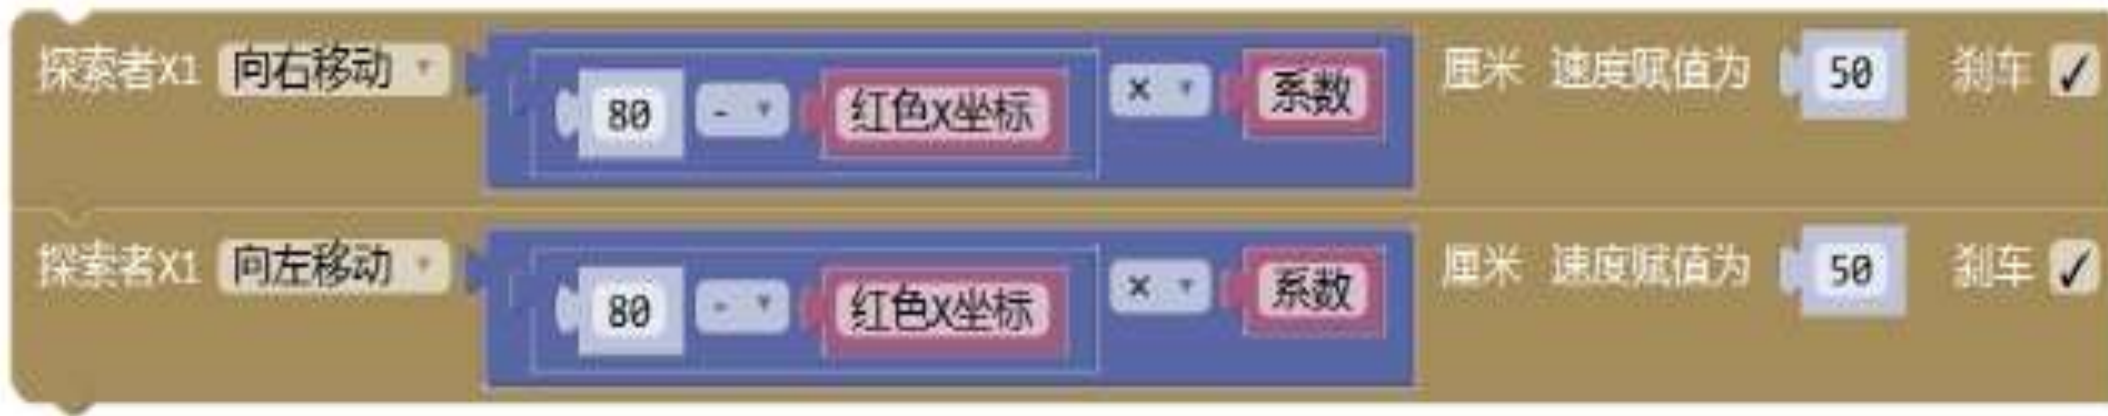 探索者X1 向右移动 80 - 红色X坐标 × 系数 厘米 速度赋值为 50 刹车 ✓
探索者X1 向左移动 80 - 红色X坐标 × 系数 厘米 速度赋值为 50 刹车 ✓